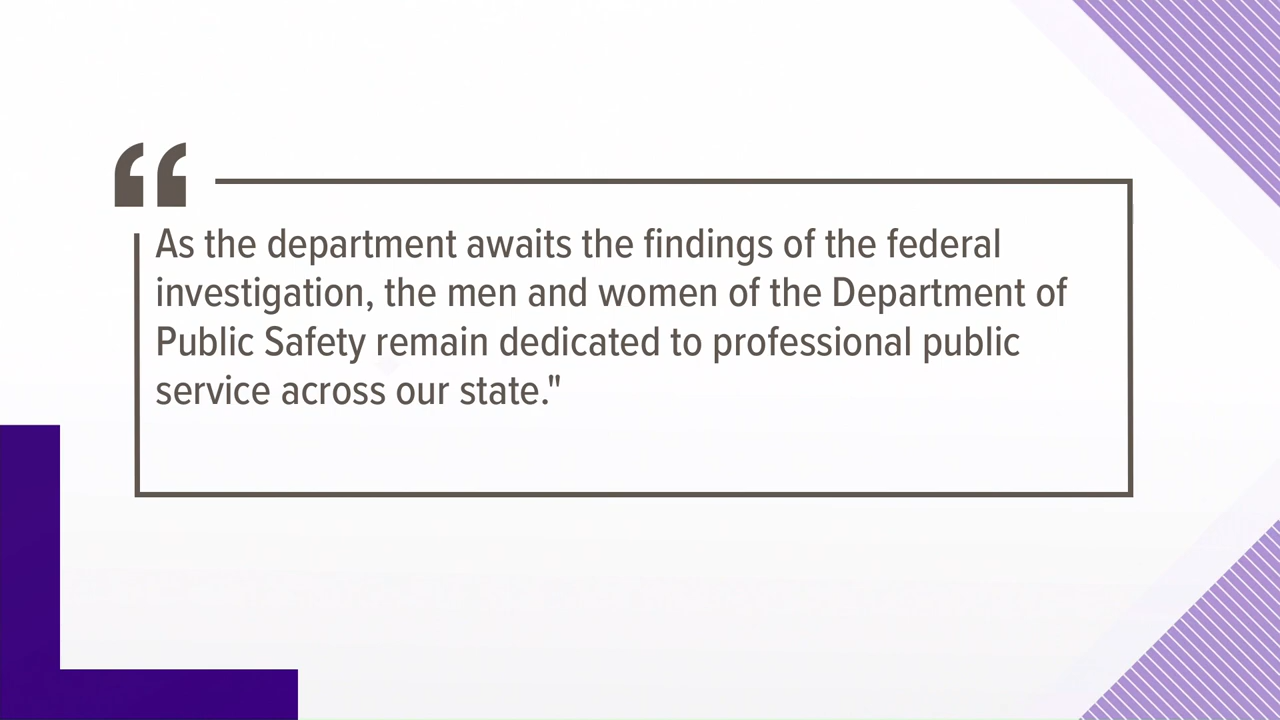 “
As the department awaits the findings of the federal
investigation, the men and women of the Department of
Public Safety remain dedicated to professional public
service across our state."